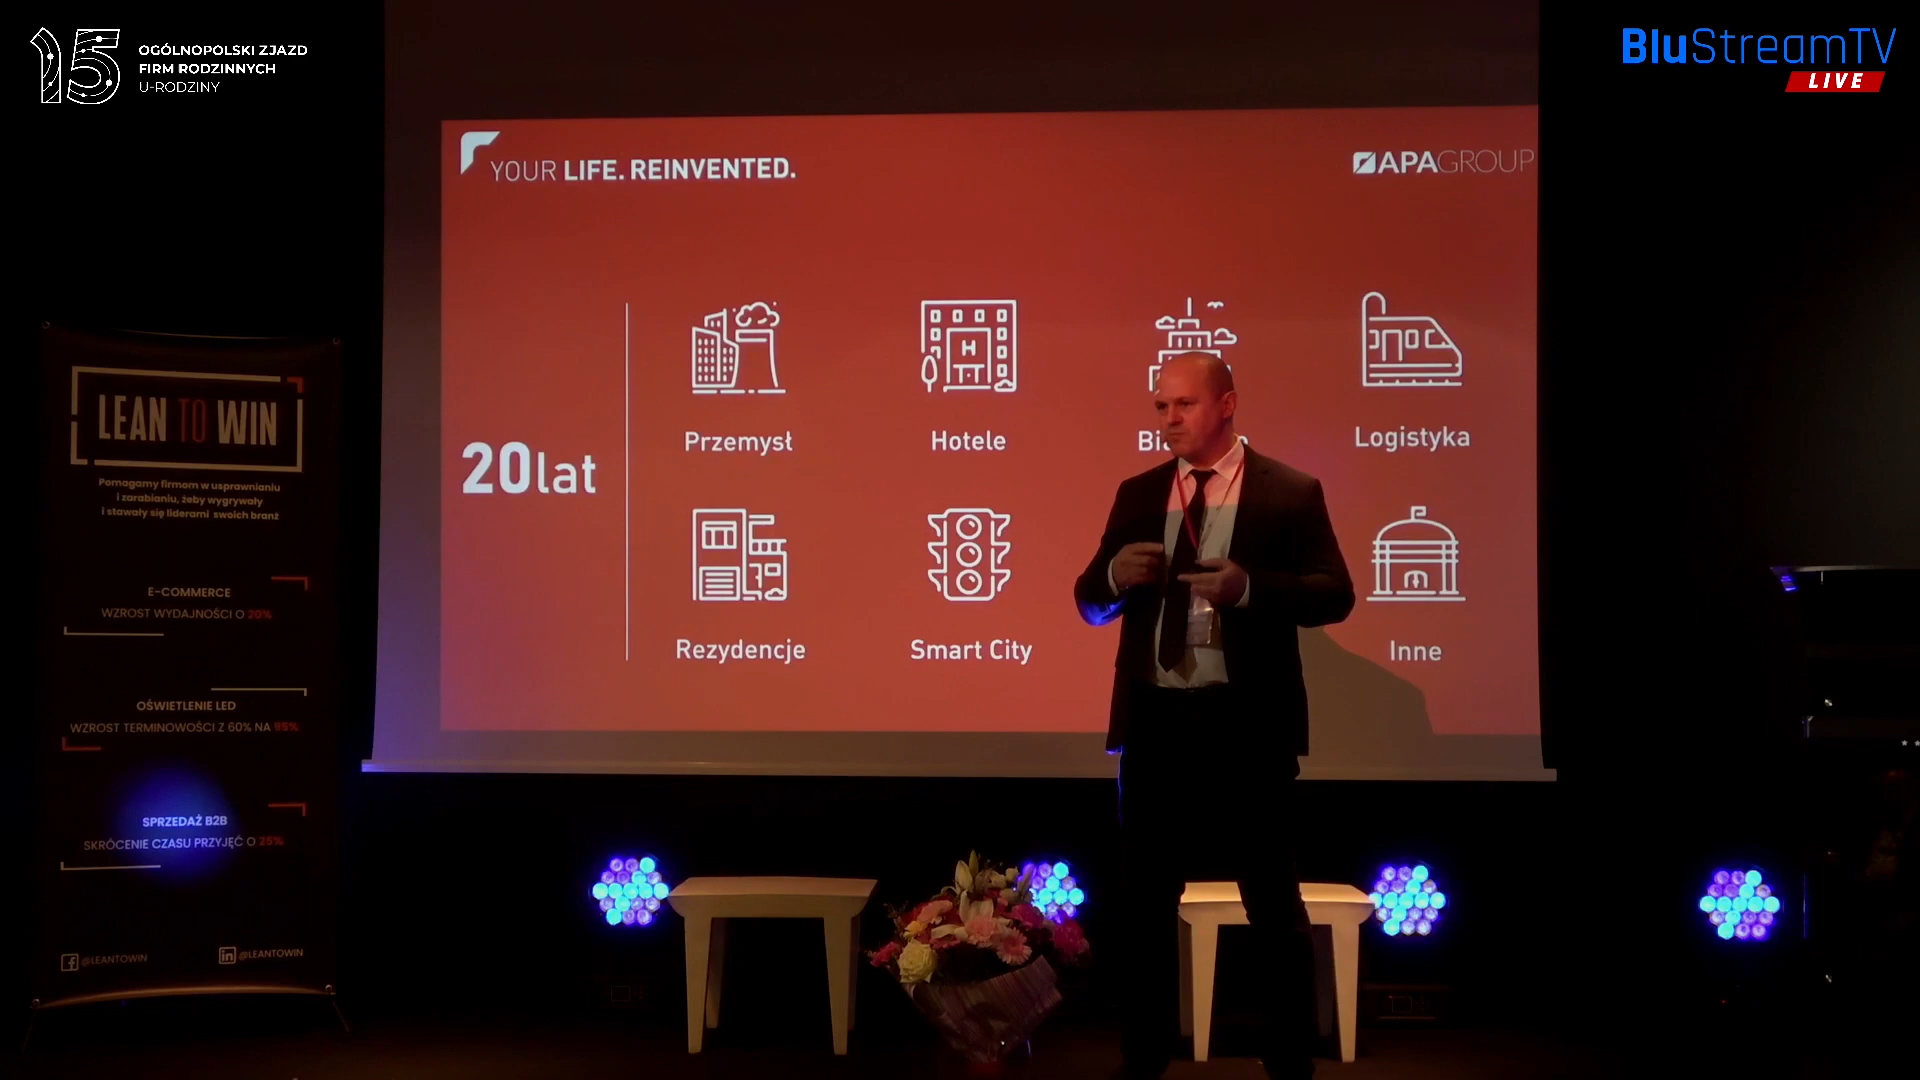 15
OGÓLNOPOLSKI ZJAZD
FIRM RODZINNYCH
U-RODZINY
BluStreamTV
LIVE
YOUR LIFE. REINVENTED.
APAGROUP
20lat
Przemysł
Hotele
Logistyka
Rezydencje
Smart City
Inne
H
LEAN TO WIN
Pomagamy firmom w usprawnianiu
i zarabianiu, żeby wygrywały
i stawały się liderami swoich branż
E-COMMERCE
WZROST WYDAJNOŚCI O 20%
OŚWIETLENIE LED
WZROST TERMINOWOŚCI Z 60% NA 95%
SPRZEDAŻ B2B
SKRÓCENIE CZASU PRZYJĘĆ O 25%
@LEANTOWIN
@LEANTOWIN